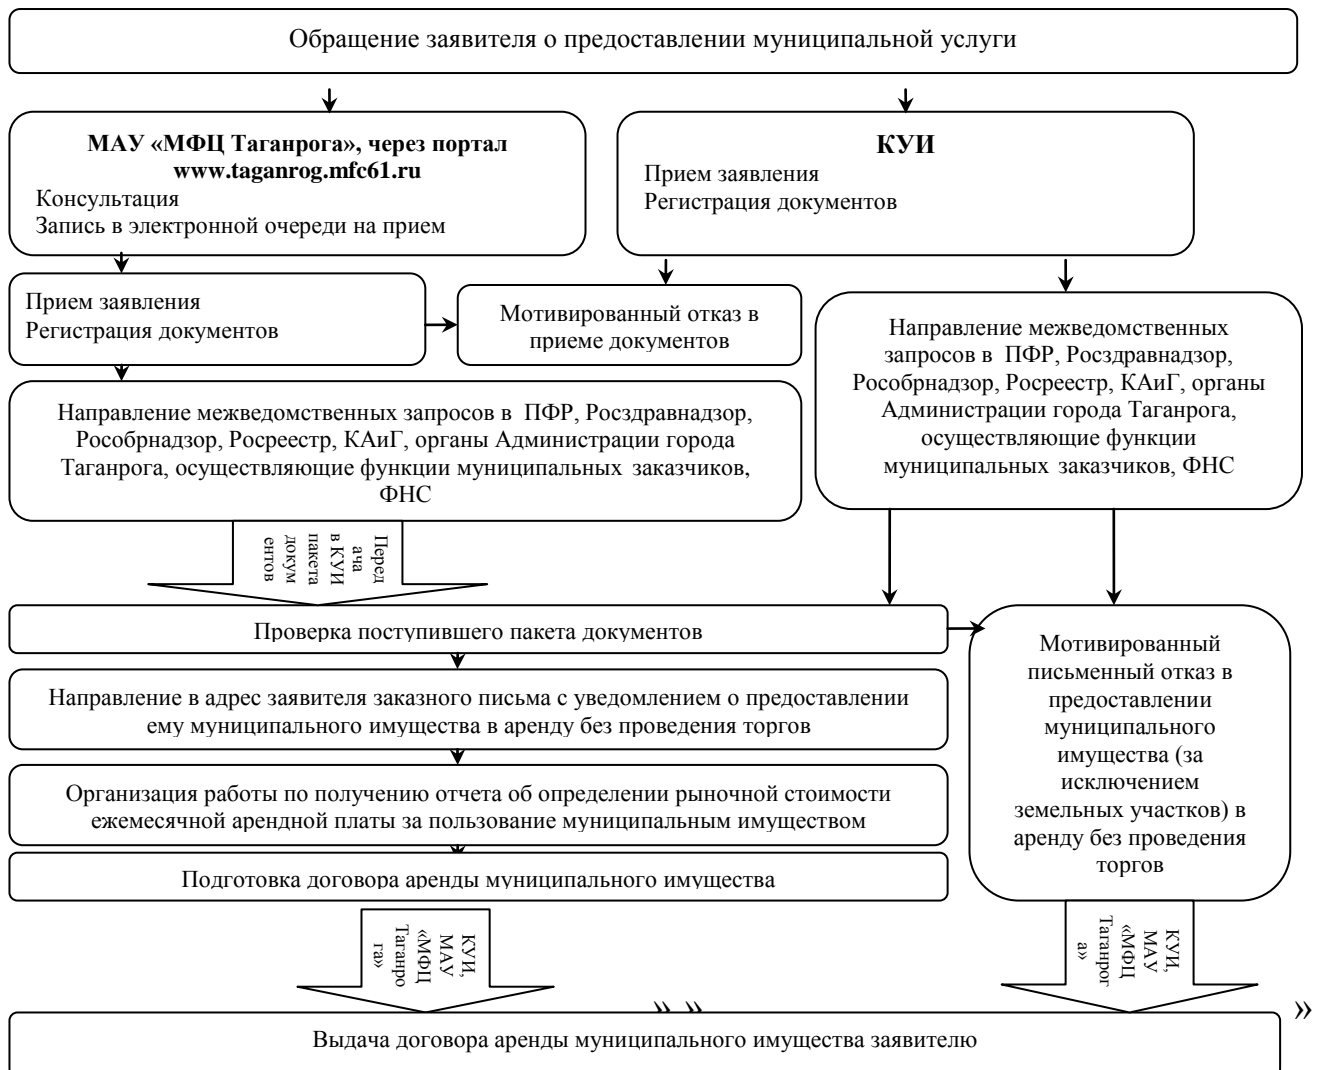 Обращение заявителя о предоставлении муниципальной услуги
МАУ «МФЦ Таганрога», через портал
www.taganrog.mfc61.ru
Консультация
Запись в электронной очереди на прием
КУИ
Прием заявления
Регистрация документов
Прием заявления
Регистрация документов
Мотивированный отказ в
приеме документов
Направление межведомственных
запросов в ПФР, Росздравнадзор,
Рособрнадзор, Росреестр, КАиГ, органы
Администрации города Таганрога,
осуществляющие функции
муниципальных заказчиков, ФНС
Направление межведомственных запросов в ПФР, Росздравнадзор,
Рособрнадзор, Росреестр, КАиГ, органы Администрации города
Таганрога, осуществляющие функции муниципальных заказчиков,
ФНС
Перед
ача
в КУИ
пакета
докум
ентов
Проверка поступившего пакета документов
Направление в адрес заявителя заказного письма с уведомлением о предоставлении
ему муниципального имущества в аренду без проведения торгов
Организация работы по получению отчета об определении рыночной стоимости
ежемесячной арендной платы за пользование муниципальным имуществом
Подготовка договора аренды муниципального имущества
Мотивированный
письменный отказ в
предоставлении
муниципального
имущества (за
исключением
земельных участков) в
аренду без проведения
торгов
КУИ,
МАУ
«МФЦ
Таганро
га»
КУИ,
МАУ
«МФЦ
Таганрог
а»
» »
»
Выдача договора аренды муниципального имущества заявителю